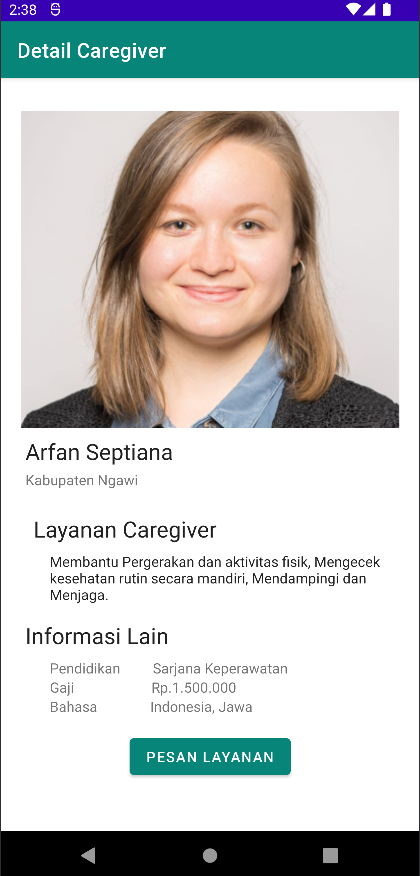 2:38
Detail Caregiver
Arfan Septiana
Kabupaten Ngawi
Layanan Caregiver
Membantu Pergerakan dan aktivitas fisik, Mengecek
kesehatan rutin secara mandiri, Mendampingi dan
Menjaga.
Informasi Lain
Pendidikan Sarjana Keperawatan
Gaji Rp.1.500.000
Bahasa Indonesia, Jawa
PESAN LAYANAN